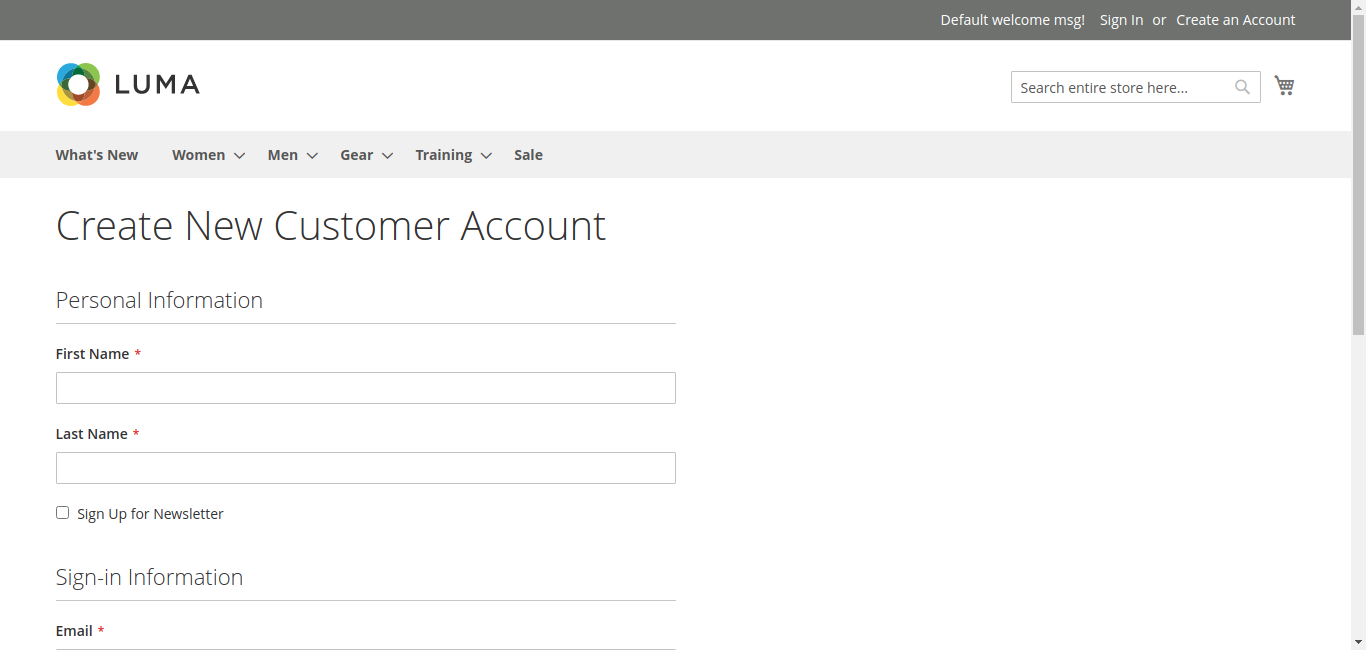 Default welcome msg! Sign In or Create an Account
LUMA
Search entire store here...
What's New Women Men Gear Training Sale
Create New Customer Account
Personal Information
First Name *
Last Name *
Sign Up for Newsletter
Sign-in Information
Email *